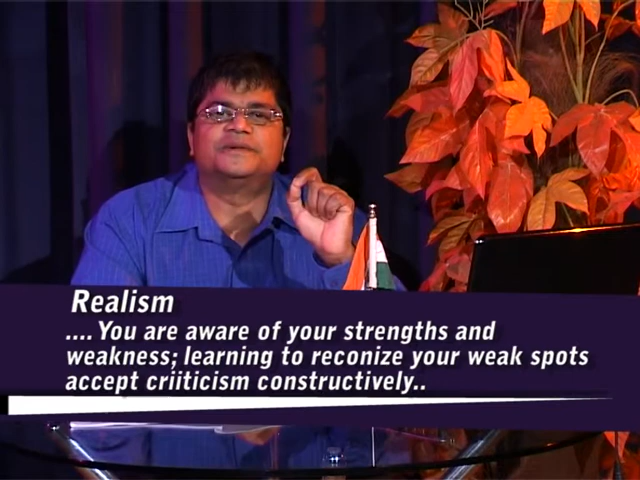 Realism
.... You are aware of your strengths and
weakness; learning to reconize your weak spots
accept criiticism constructively..